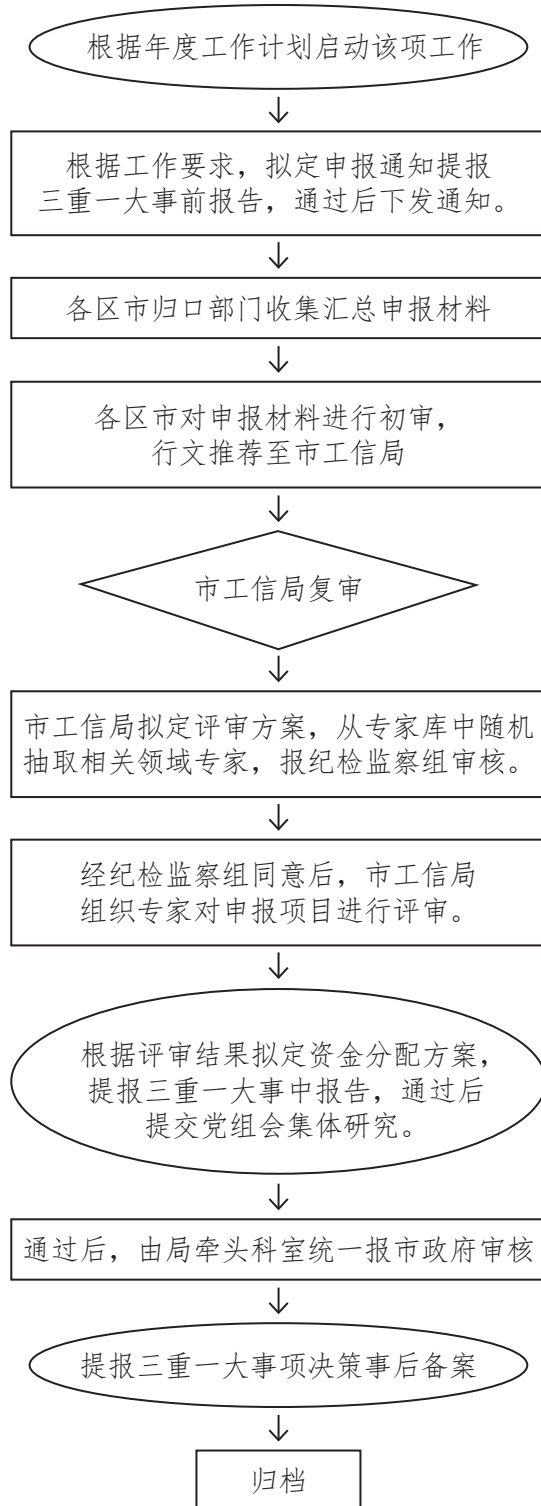 根据年度工作计划启动该项工作
根据工作要求，拟定申报通知提报
三重一大事前报告，通过后下发通知。
各区市归口部门收集汇总申报材料
各区市对申报材料进行初审，
行文推荐至市工信局
市工信局复审
市工信局拟定评审方案，从专家库中随机
抽取相关领域专家，报纪检监察组审核。
经纪检监察组同意后，市工信局
组织专家对申报项目进行评审。
根据评审结果拟定资金分配方案，
提报三重一大事中报告，通过后
提交党组会集体研究。
通过后，由局牵头科室统一报市政府审核
提报三重一大事项决策事后备案
归档